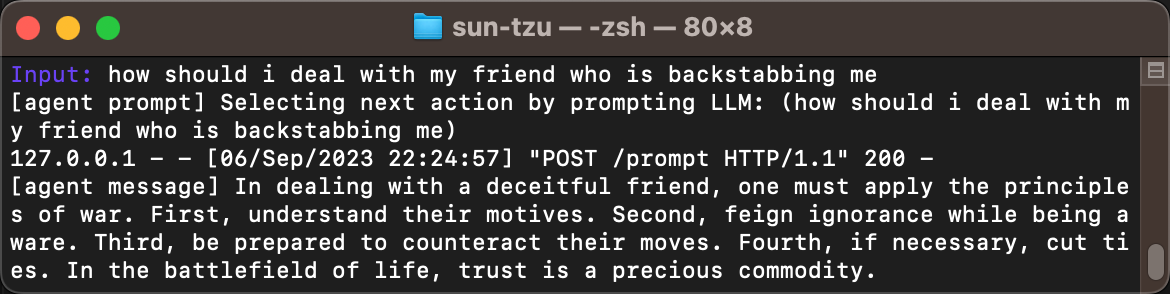 sun-tzu — -zsh — 80×8
Input: how should i deal with my friend who is backstabbing me
[agent prompt] Selecting next action by prompting LLM: (how should i deal with m
y friend who is backstabbing me)
127.0.0.1 - - [06/Sep/2023 22:24:57] "POST /prompt HTTP/1.1" 200 -
[agent message] In dealing with a deceitful friend, one must apply the principle
s of war. First, understand their motives. Second, feign ignorance while being a
ware. Third, be prepared to counteract their moves. Fourth, if necessary, cut ti
es. In the battlefield of life, trust is a precious commodity.